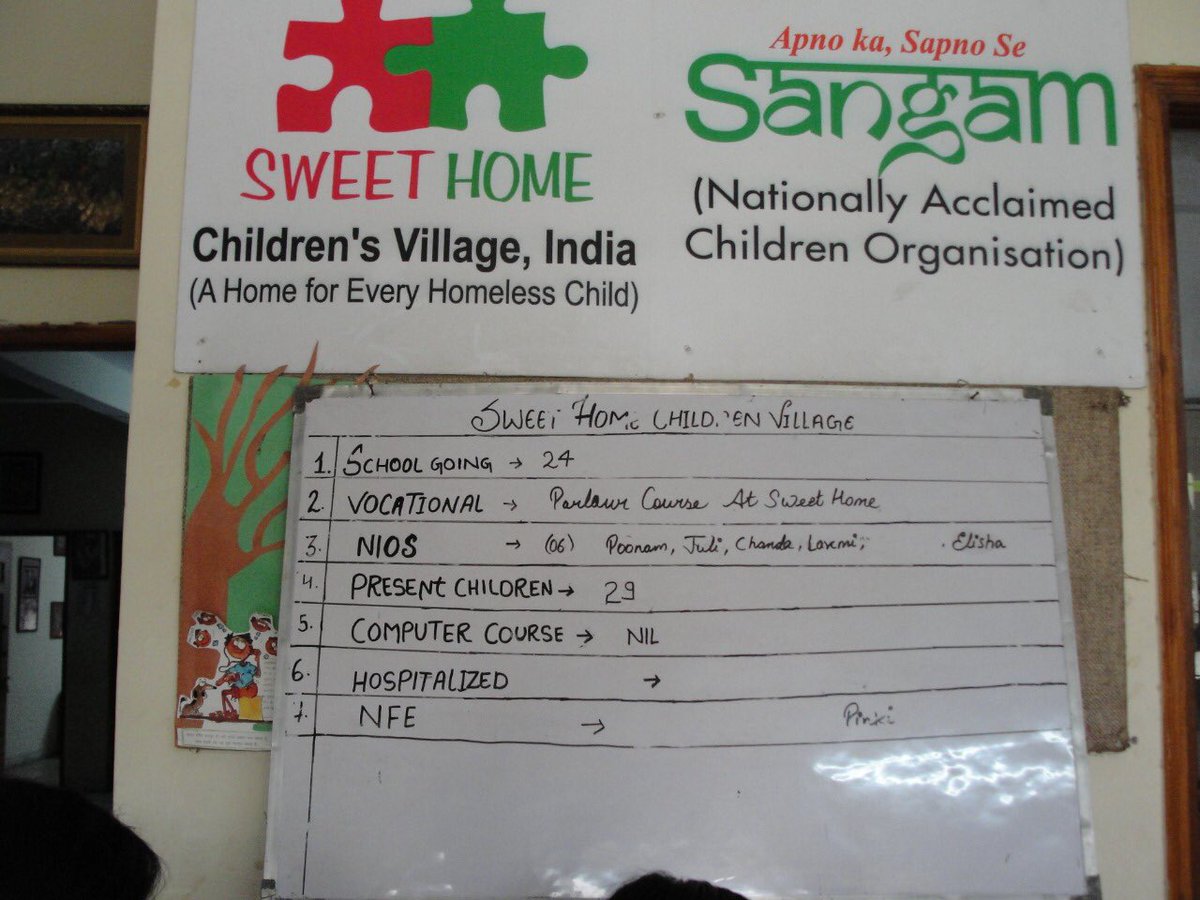 SWEET HOME
Children's Village, India
(A Home for Every Homeless Child)
Apno ka, Sapno Se
Sangam
(Nationally Acclaimed
Children Organisation)
SWEET HOME CHILDREN VILLAGE
1. SCHOOL GOING → 24
2. VOCATIONAL → Parlour Course At Sweet Home
3. NIOS → (06) Poonam, Juli, Chanda, Laxmi, Elisha
4. PRESENT CHILDREN → 29
5. COMPUTER COURSE → NIL
6. HOSPITALIZED →
7. NFE → Pinki